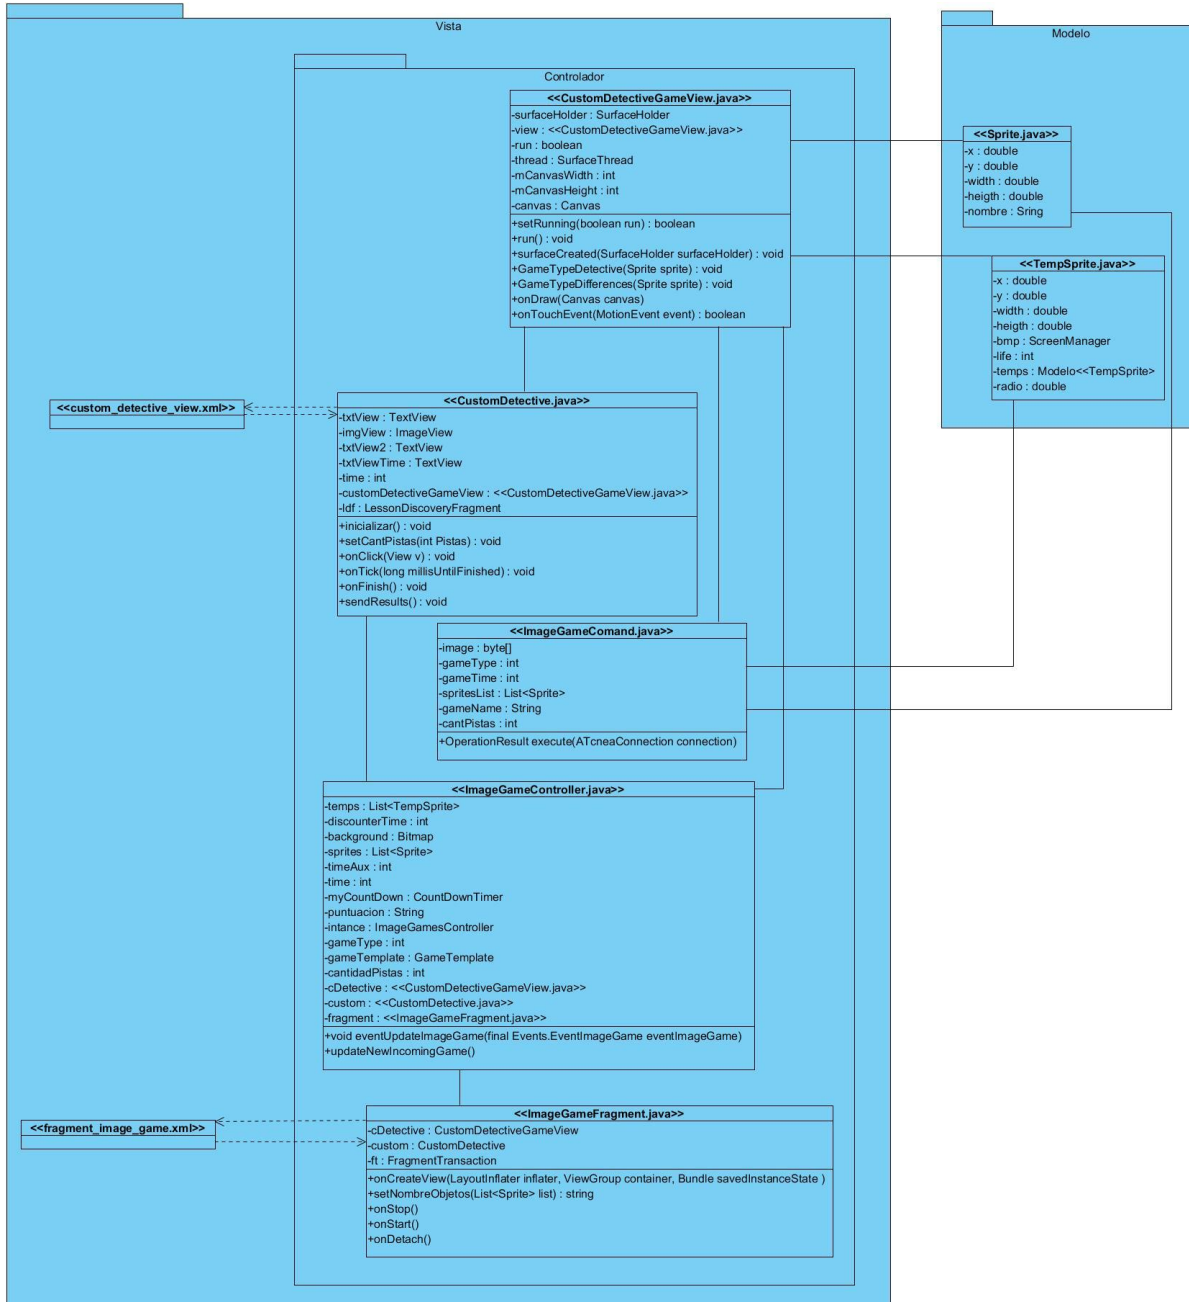 Vista
Controlador
<<CustomDetectiveGameView.java>>
-surfaceHolder : SurfaceHolder
-view : <<CustomDetectiveGameView.java>>
-run : boolean
-thread : SurfaceThread
-mCanvasWidth : int
-mCanvasHeight : int
-canvas : Canvas
+setRunning(boolean run) : boolean
+run() : void
+surfaceCreated(SurfaceHolder surfaceHolder) : void
+GameTypeDetective(Sprite sprite) : void
+GameTypeDifferences(Sprite sprite) : void
+onDraw(Canvas canvas)
+onTouchEvent(MotionEvent event) : boolean
<<custom_detective_view.xml>>
<<CustomDetective.java>>
-txtView : TextView
-imgView : ImageView
-txtView2 : TextView
-txtViewTime : TextView
-time : int
-customDetectiveGameView : <<CustomDetectiveGameView.java>>
-ldf : LessonDiscoveryFragment
+inicializar() : void
+setCantPistas(int Pistas) : void
+onClick(View v) : void
+onTick(long millisUntilFinished) : void
+onFinish() : void
+sendResults() : void
<<ImageGameComand.java>>
-image : byte[]
-gameType : int
-gameTime : int
-spritesList : List<Sprite>
-gameName : String
-cantPistas : int
+OperationResult execute(ATcneaConnection connection)
<<ImageGameController.java>>
-temps : List<TempSprite>
-discounterTime : int
-background : Bitmap
-sprites : List<Sprite>
-timeAux : int
-time : int
-myCountDown : CountDownTimer
-puntuacion : String
-intance : ImageGamesController
-gameType : int
-gameTemplate : GameTemplate
-cantidadPistas : int
-cDetective : <<CustomDetectiveGameView.java>>
-custom : <<CustomDetective.java>>
-fragment : <<ImageGameFragment.java>>
+void eventUpdateImageGame(final Events.EventImageGame eventImageGame)
+updateNewIncomingGame()
<<fragment_image_game.xml>>
<<ImageGameFragment.java>>
-cDetective : CustomDetectiveGameView
-custom : CustomDetective
-ft : FragmentTransaction
+onCreateView(LayoutInflater inflater, ViewGroup container, Bundle savedInstanceState )
+setNombreObjetos(List<Sprite> list) : string
+onStop()
+onStart()
+onDetach()
Modelo
<<Sprite.java>>
-x : double
-y : double
-width : double
-heigth : double
-nombre : Sring
<<TempSprite.java>>
-x : double
-y : double
-width : double
-heigth : double
-bmp : ScreenManager
-life : int
-temps : Modelo<<TempSprite>
-radio : double